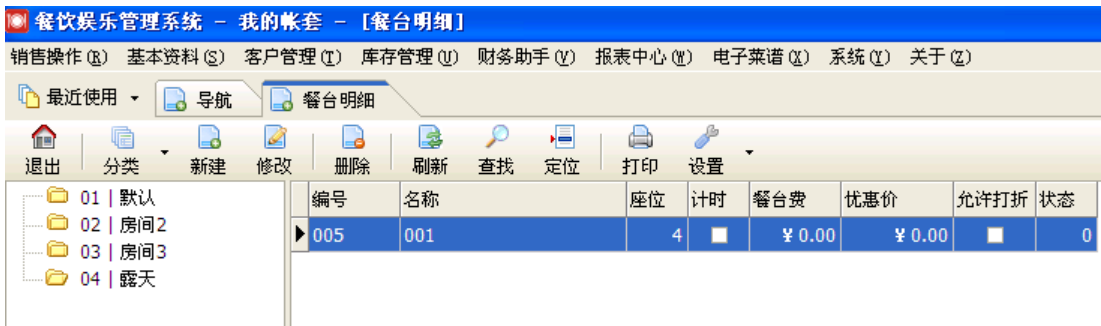 餐饮娱乐管理系统 - 我的帐套 - [餐台明细]
销售操作(R) 基本资料(S) 客户管理(T) 库存管理(U) 财务助手(V) 报表中心(W) 电子菜谱(X) 系统(Y) 关于(Z)
最近使用 导航 餐台明细
退出 分类 新建 修改 删除 刷新 查找 定位 打印 设置
编号 名称 座位 计时 餐台费 优惠价 允许打折 状态
005 001 4 ¥ 0.00 ¥ 0.00 0
01 | 默认
02 | 房间2
03 | 房间3
04 | 露天